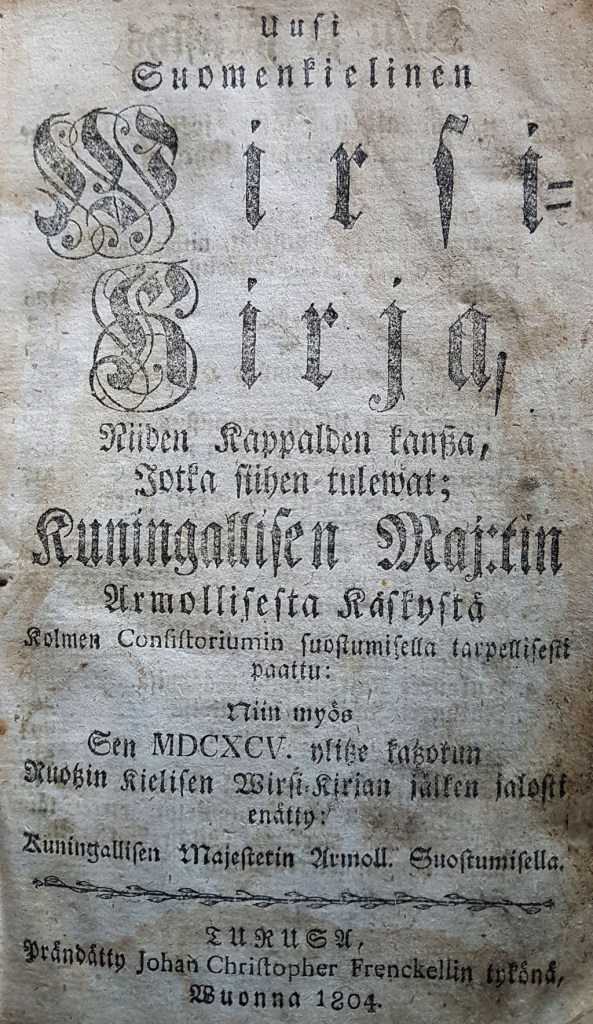 Uusi
Suomenkielinen
Wirsi-
Kirja,
Niiden Kappalden kanßa,
Jotka siihen tulewat;
Kuningallisen Maj:tin
Armollisesta Käskystä
Kolmen Consistoriumin suostumisella tarpellisesti
paattu:
Niin myös
Sen MDCXCV. ylitze katzotun
Ruotzin Kielisen Wirsi-Kirjan jälken jalosti
enätty:
Kuningallisen Majestetin Armoll. Suostumisella.
TURUSA,
Prändätty Johan Christopher Frenckellin tykönä,
Wuonna 1804.